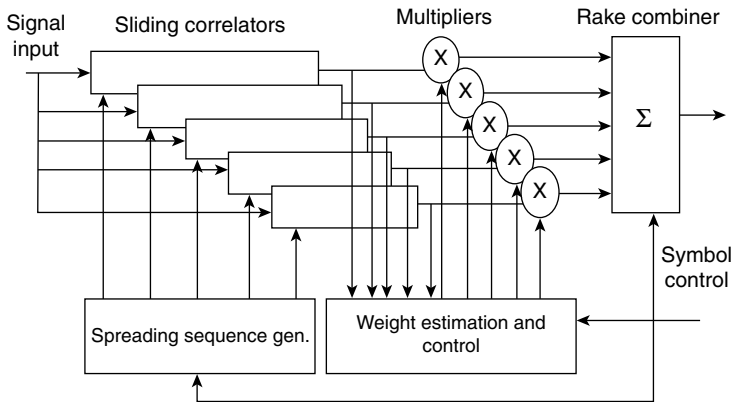 Signal
input
Sliding correlators
Multipliers
Rake combiner
X
X
X
X
X
Σ
Symbol
control
Spreading sequence gen.
Weight estimation and
control